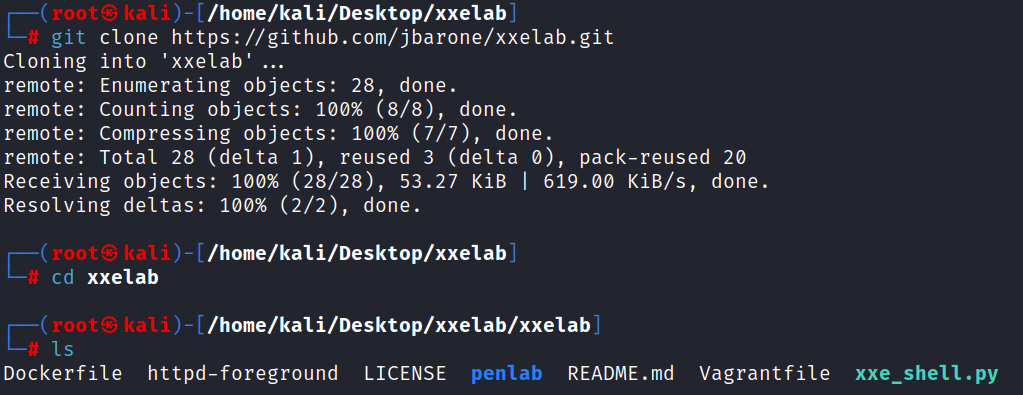 ┌──(root㉿kali)-[/home/kali/Desktop/xxelab]
└─# git clone https://github.com/jbarone/xxelab.git
Cloning into 'xxelab'...
remote: Enumerating objects: 28, done.
remote: Counting objects: 100% (8/8), done.
remote: Compressing objects: 100% (7/7), done.
remote: Total 28 (delta 1), reused 3 (delta 0), pack-reused 20
Receiving objects: 100% (28/28), 53.27 KiB | 619.00 KiB/s, done.
Resolving deltas: 100% (2/2), done.
┌──(root㉿kali)-[/home/kali/Desktop/xxelab]
└─# cd xxelab
┌──(root㉿kali)-[/home/kali/Desktop/xxelab/xxelab]
└─# ls
Dockerfile  httpd-foreground  LICENSE  penlab  README.md  Vagrantfile  xxe_shell.py